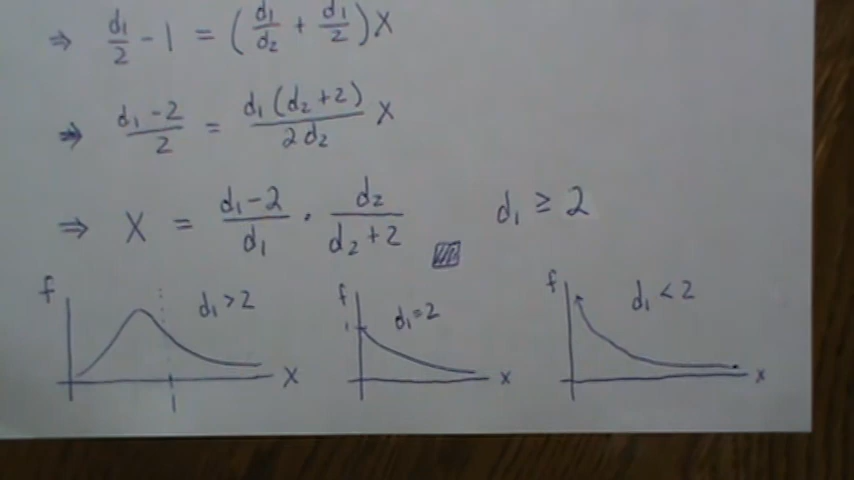 ⇒ d₁/2 - 1 = (d₁/d₂ + d₁/2) X
⇒ (d₁ - 2)/2 = d₁(d₂+2)/(2d₂) X
⇒ X = (d₁-2)/d₁ · d₂/(d₂+2) d₁ ≥ 2
f d₁ > 2 X 1
f 1 d₁ = 2 x
f d₁ < 2 x